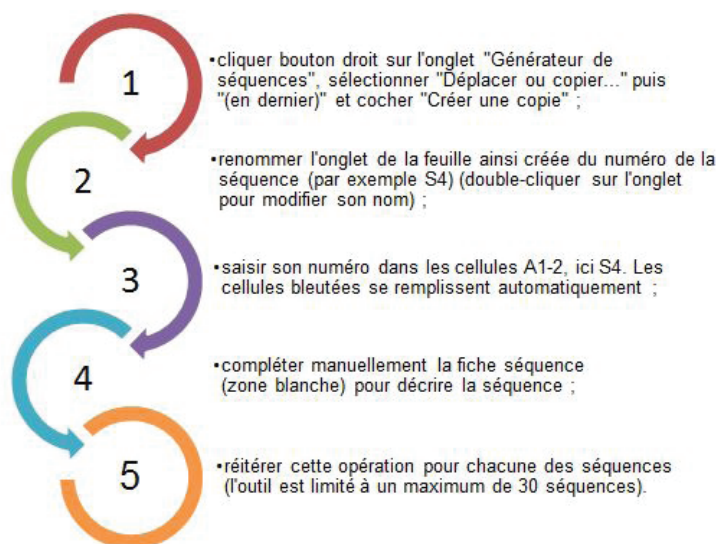 1
•cliquer bouton droit sur l'onglet "Générateur de
séquences", sélectionner "Déplacer ou copier..." puis
"(en dernier)" et cocher "Créer une copie" ;
2
•renommer l'onglet de la feuille ainsi créée du numéro de la
séquence (par exemple S4) (double-cliquer sur l'onglet
pour modifier son nom) ;
3
•saisir son numéro dans les cellules A1-2, ici S4. Les
cellules bleutées se remplissent automatiquement ;
4
•compléter manuellement la fiche séquence
(zone blanche) pour décrire la séquence ;
5
•réitérer cette opération pour chacune des séquences
(l'outil est limité à un maximum de 30 séquences).